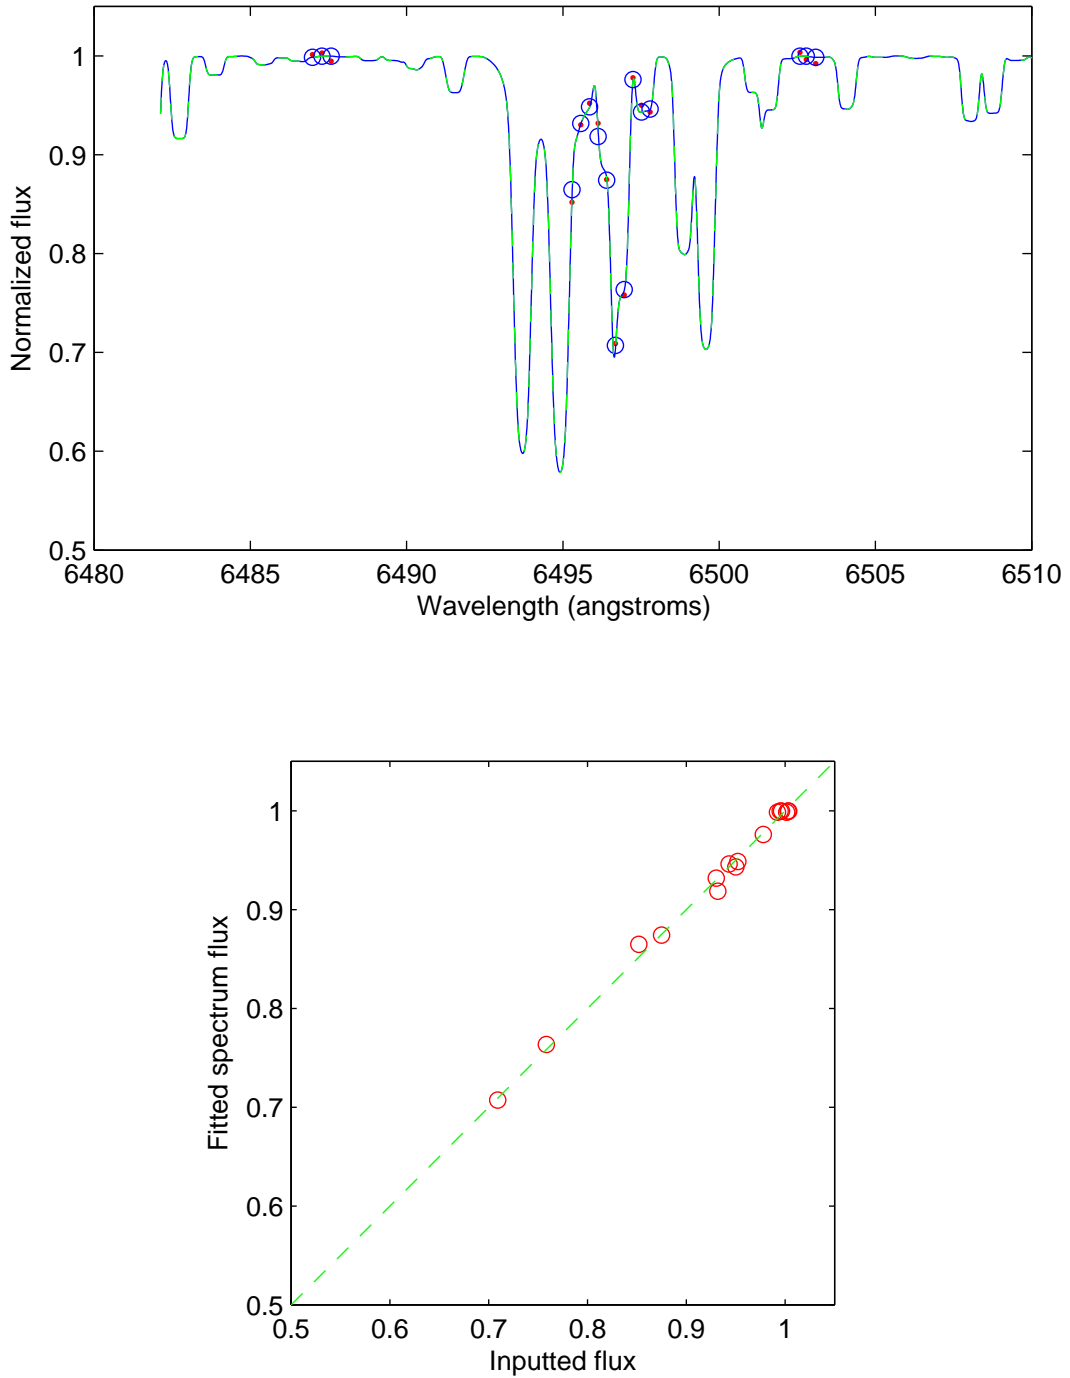 1
0.9
0.8
0.7
0.6
0.5
Normalized flux
6480 6485 6490 6495 6500 6505 6510
Wavelength (angstroms)
1
0.9
0.8
0.7
0.6
0.5
Fitted spectrum flux
0.5 0.6 0.7 0.8 0.9 1
Inputted flux